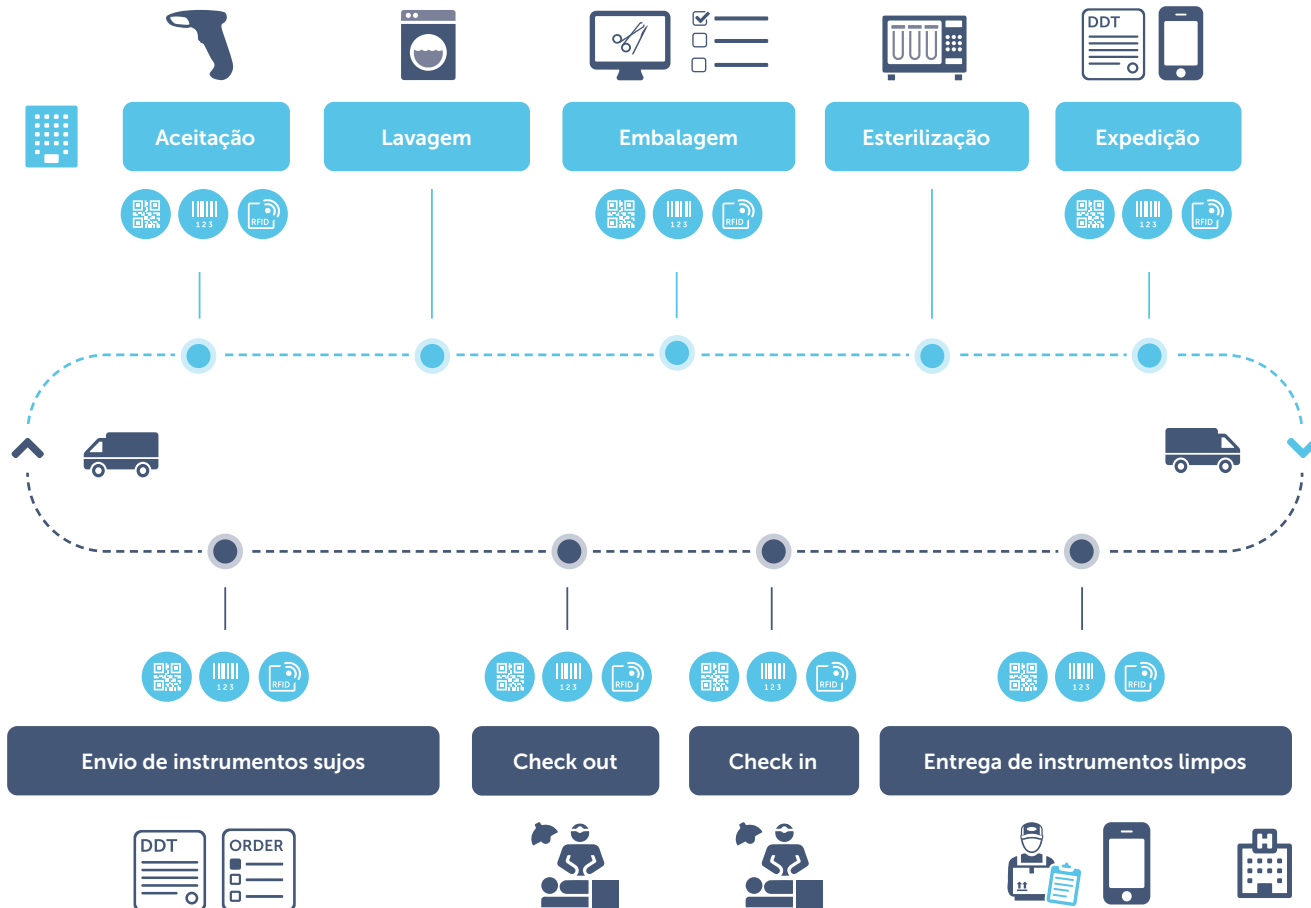 DDT
Aceitação
Lavagem
Embalagem
Esterilização
Expedição
123
RFID
123
RFID
123
RFID
123
RFID
123
RFID
123
RFID
123
RFID
Envio de instrumentos sujos
Check out
Check in
Entrega de instrumentos limpos
DDT
ORDER
H